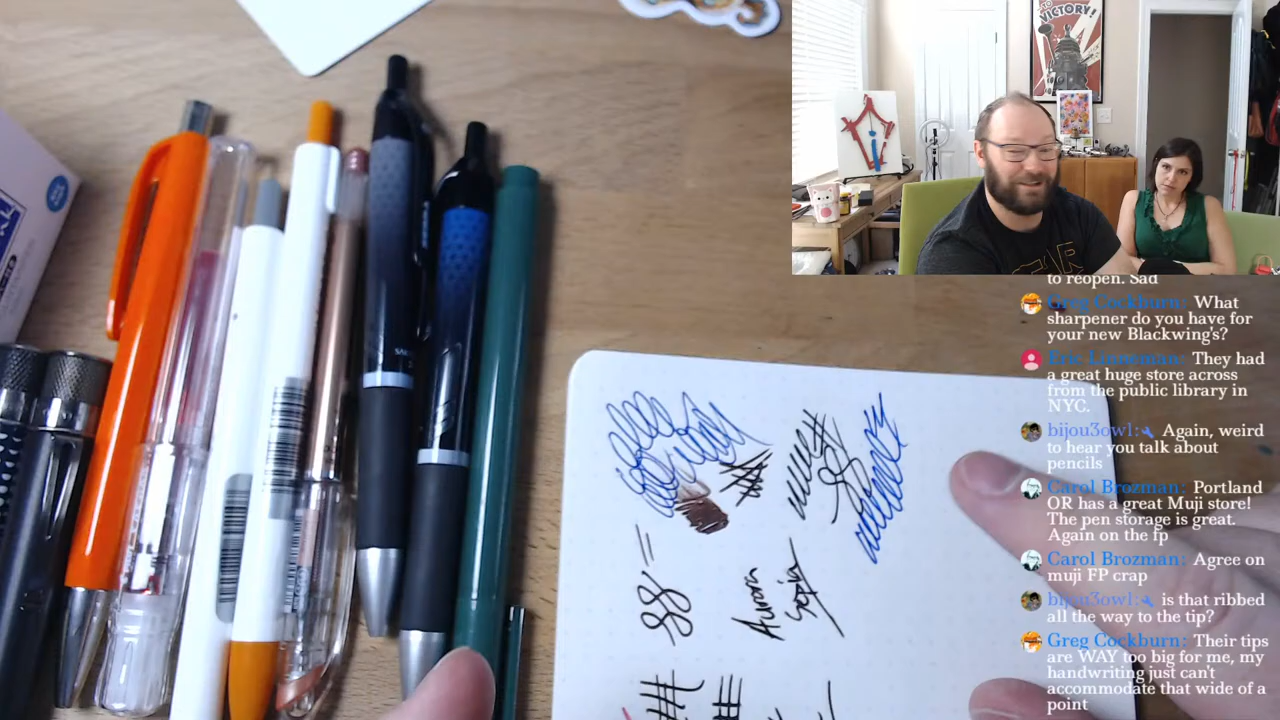 TO
VICTORY!
to reopen. Sad
Greg Cockburn: What
sharpener do you have for
your new Blackwing's?
Eric Linneman: They had
a great huge store across
from the public library in
NYC.
bijou3owl: Again, weird
to hear you talk about
pencils
Carol Brozman: Portland
OR has a great Muji store!
The pen storage is great.
Again on the fp
Carol Brozman: Agree on
muji FP crap
bijou3owl: is that ribbed
all the way to the tip?
Greg Cockburn: Their tips
are WAY too big for me, my
handwriting just can't
accommodate that wide of a
point
Aurora
Sepia